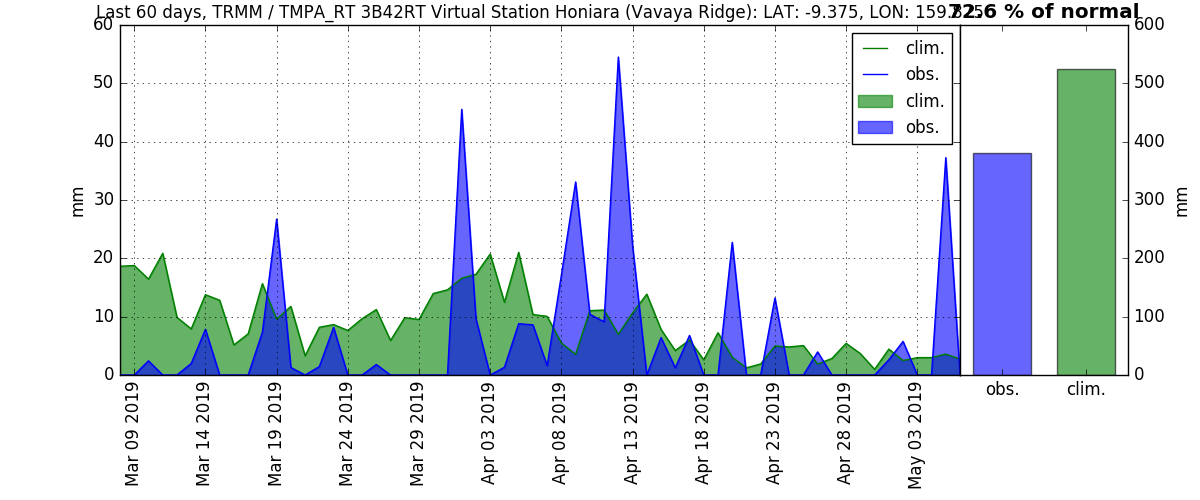 Last 60 days, TRMM / TMPA_RT 3B42RT Virtual Station Honiara (Vavaya Ridge): LAT: -9.375, LON:
72.6 % of normal
60
50
40
30
20
10
0
mm
clim.
obs.
clim.
obs.
600
500
400
300
200
100
0
mm
obs.
clim.
Mar 09 2019
Mar 14 2019
Mar 19 2019
Mar 24 2019
Mar 29 2019
Apr 03 2019
Apr 08 2019
Apr 13 2019
Apr 18 2019
Apr 23 2019
Apr 28 2019
May 03 2019